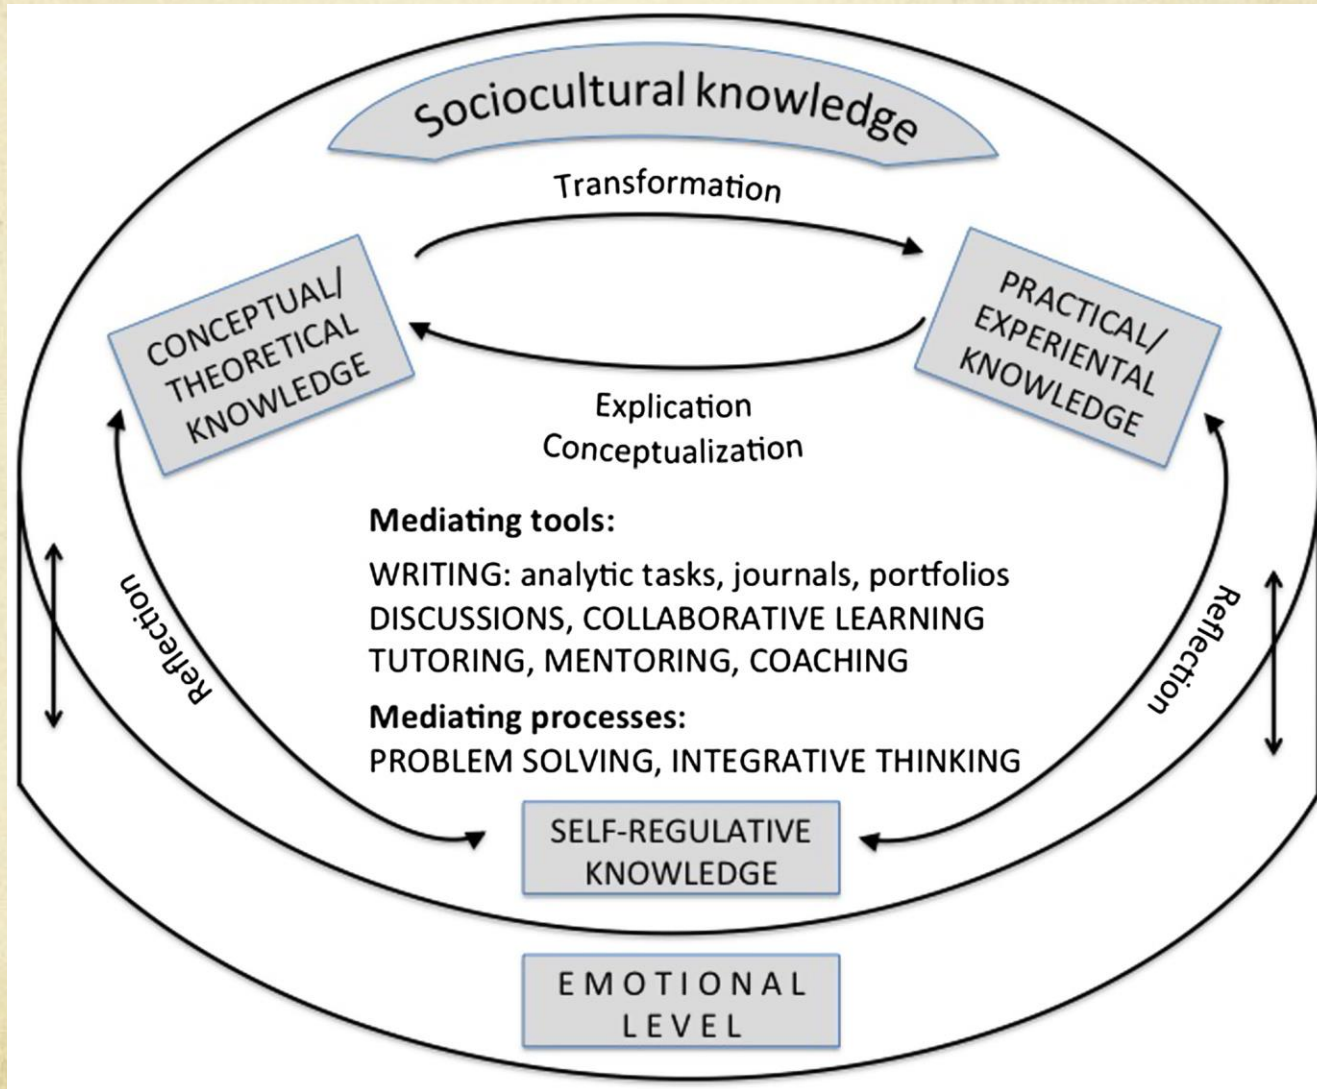 Sociocultural knowledge
Transformation
CONCEPTUAL/
THEORETICAL
KNOWLEDGE
PRACTICAL/
EXPERIENTAL
KNOWLEDGE
Explication
Conceptualization
Mediating tools:
WRITING: analytic tasks, journals, portfolios
DISCUSSIONS, COLLABORATIVE LEARNING
TUTORING, MENTORING, COACHING
Reflection
Reflection
Mediating processes:
PROBLEM SOLVING, INTEGRATIVE THINKING
SELF-REGULATIVE
KNOWLEDGE
EMOTIONAL
LEVEL